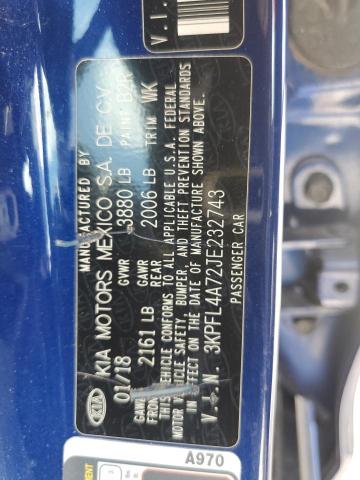 MANUFACTURED BY
KIA KIA MOTORS MEXICO S.A. DE C.V.
01/18 GVWR 3880 LB PAINT B2R
GAWR FRONT 2161 LB GAWR REAR 2006 LB TRIM WK
THIS VEHICLE CONFORMS TO ALL APPLICABLE U.S.A. FEDERAL
MOTOR VEHICLE SAFETY, BUMPER, AND THEFT PREVENTION STANDARDS
IN EFFECT ON THE DATE OF MANUFACTURE SHOWN ABOVE.
V.I.N. 3KPFL4A72JE232743
PASSENGER CAR
V.I.
A970